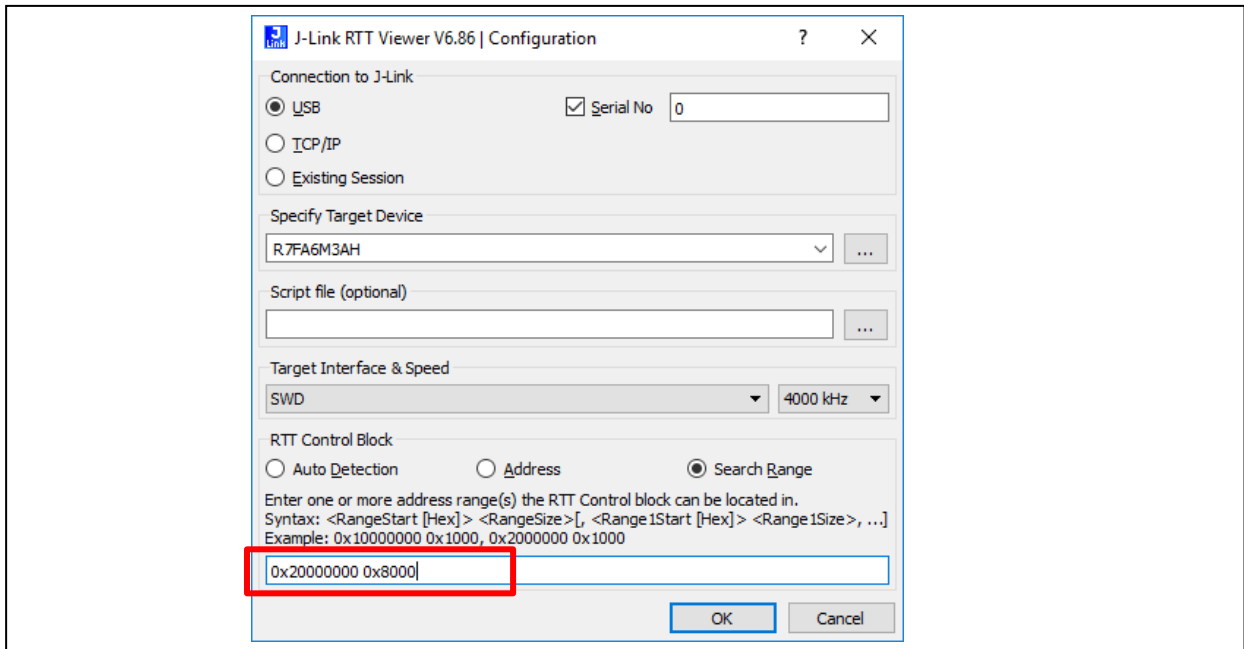 J-Link RTT Viewer V6.86 | Configuration ? ×
Connection to J-Link
USB Serial No 0
TCP/IP
Existing Session
Specify Target Device
R7FA6M3AH ...
Script file (optional)
...
Target Interface & Speed
SWD 4000 kHz
RTT Control Block
Auto Detection Address Search Range
Enter one or more address range(s) the RTT Control block can be located in.
Syntax: <RangeStart [Hex]> <RangeSize>[, <Range1Start [Hex]> <Range1Size>, ...]
Example: 0x10000000 0x1000, 0x2000000 0x1000
0x20000000 0x8000
OK Cancel